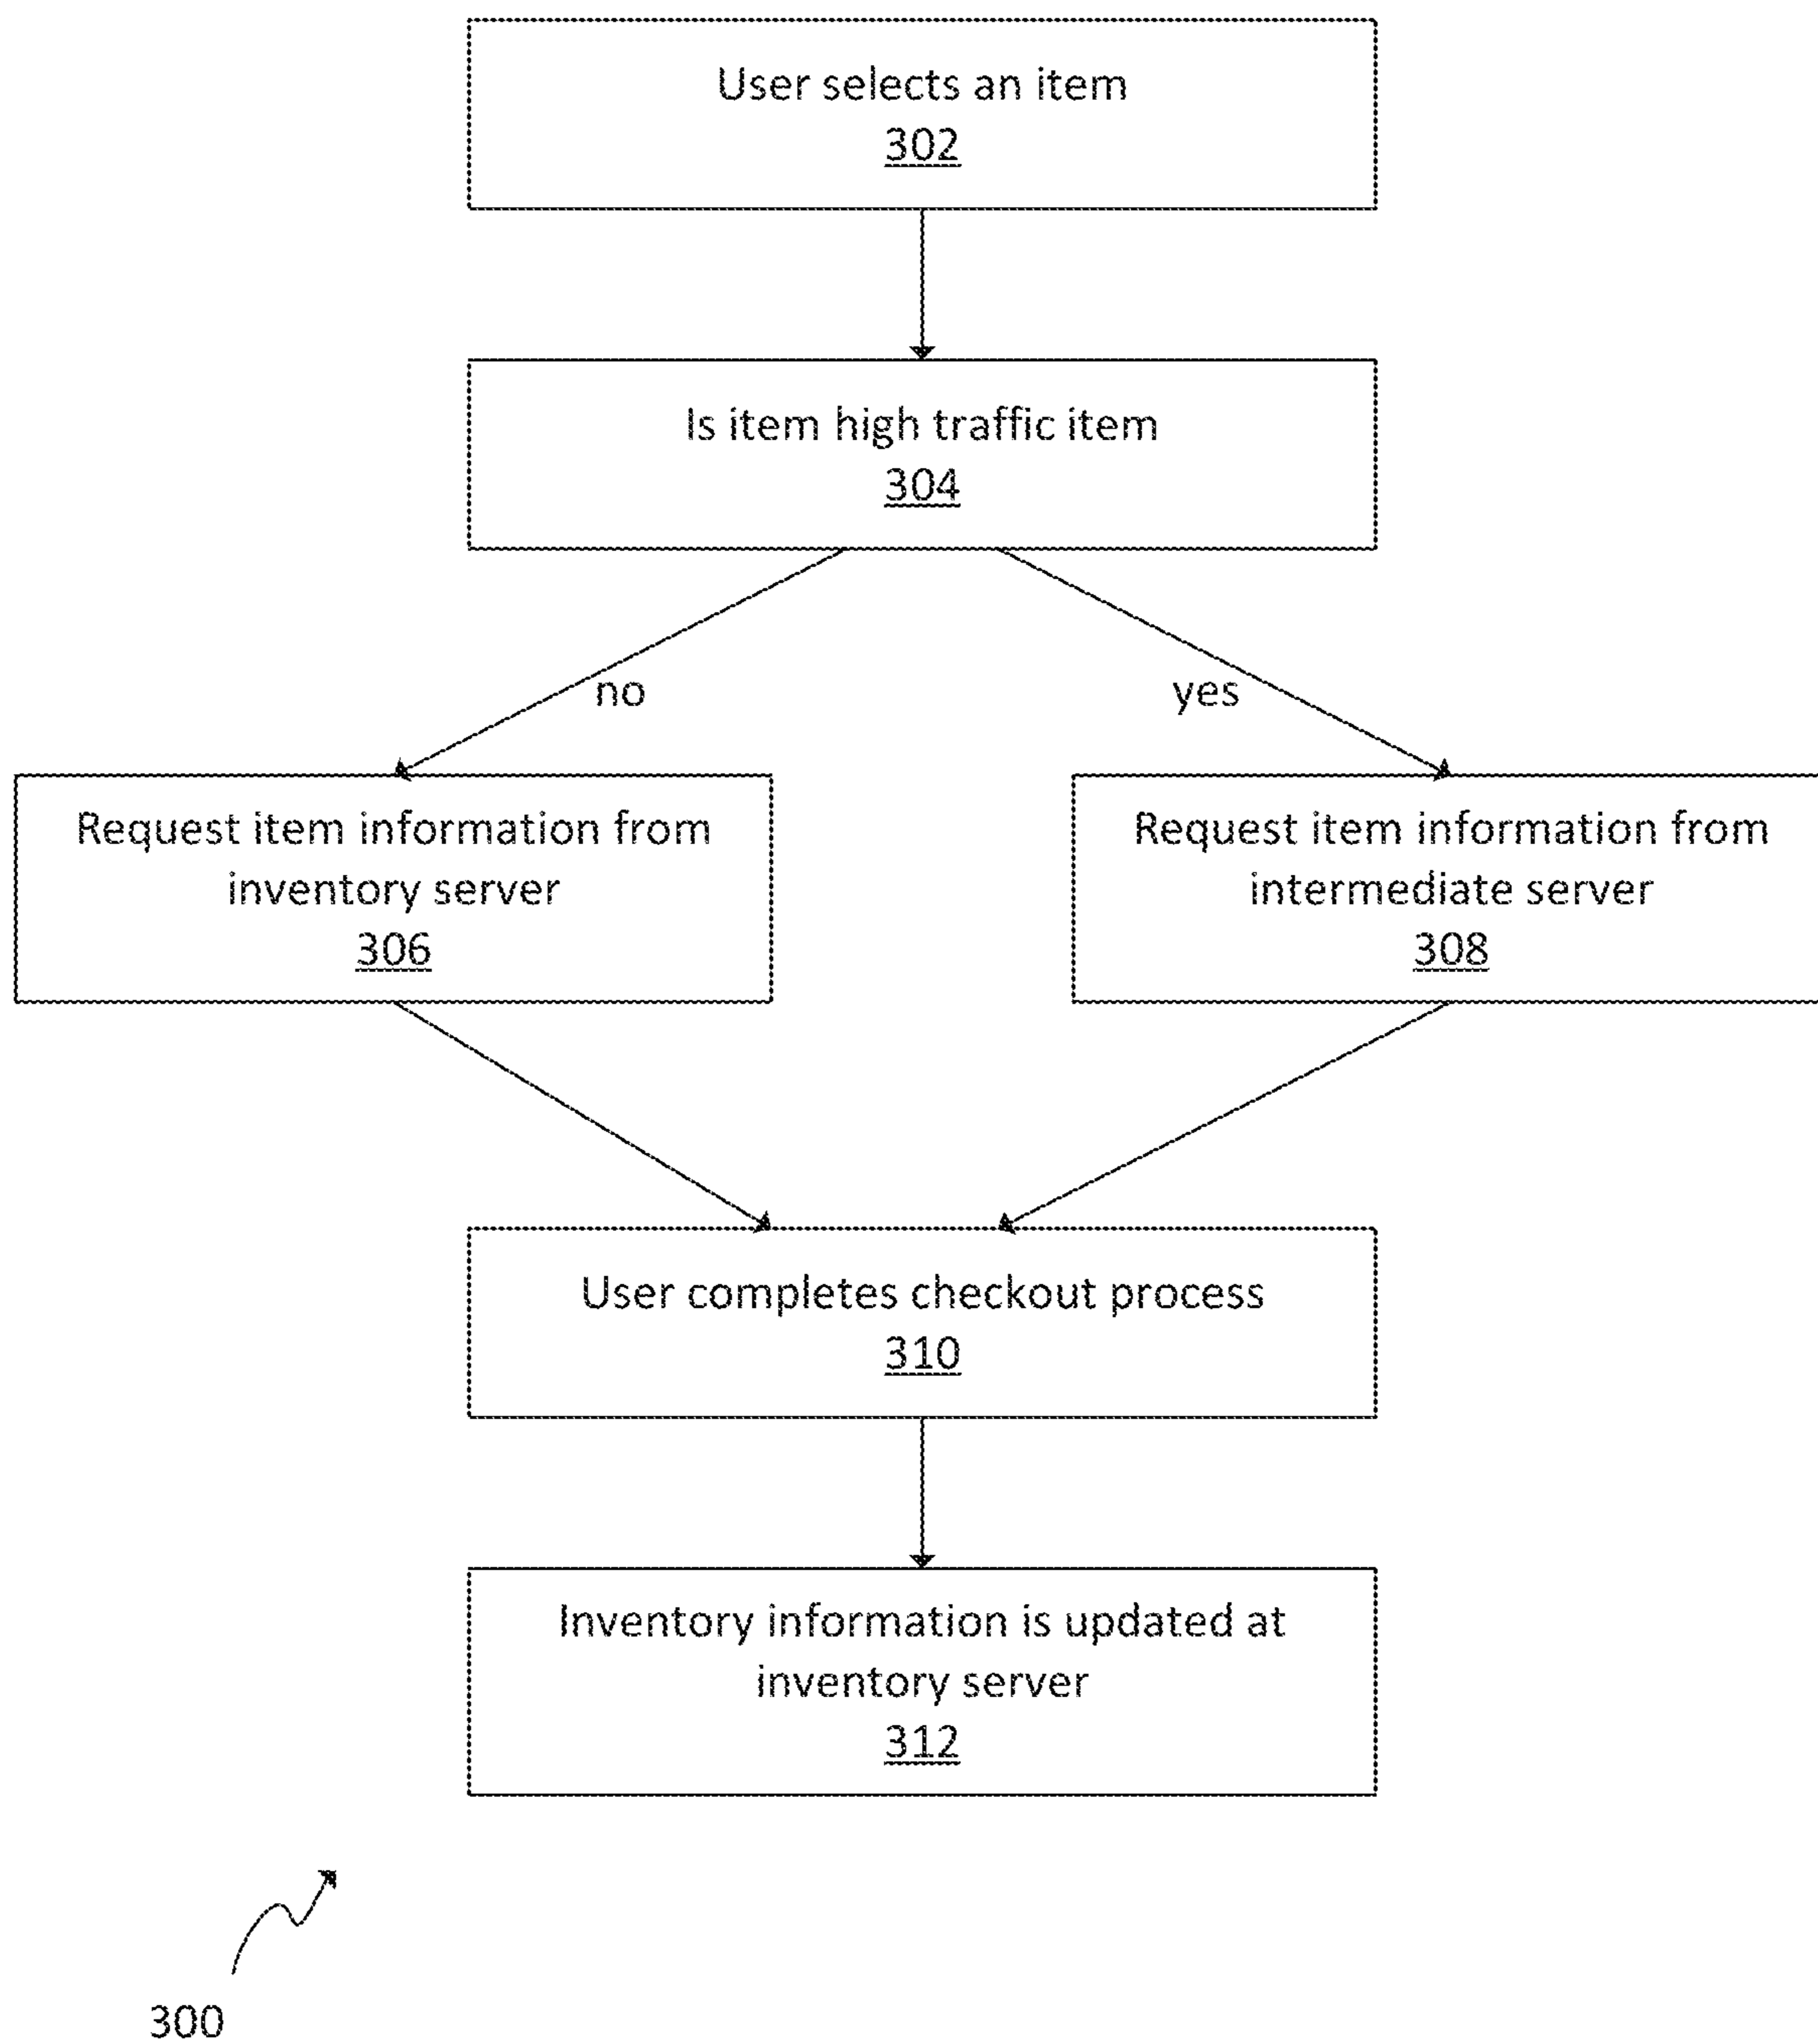 User selects an item
302
Is item high traffic item
304
no
yes
Request item information from
inventory server
306
Request item information from
intermediate server
308
User completes checkout process
310
Inventory information is updated at
inventory server
312
300